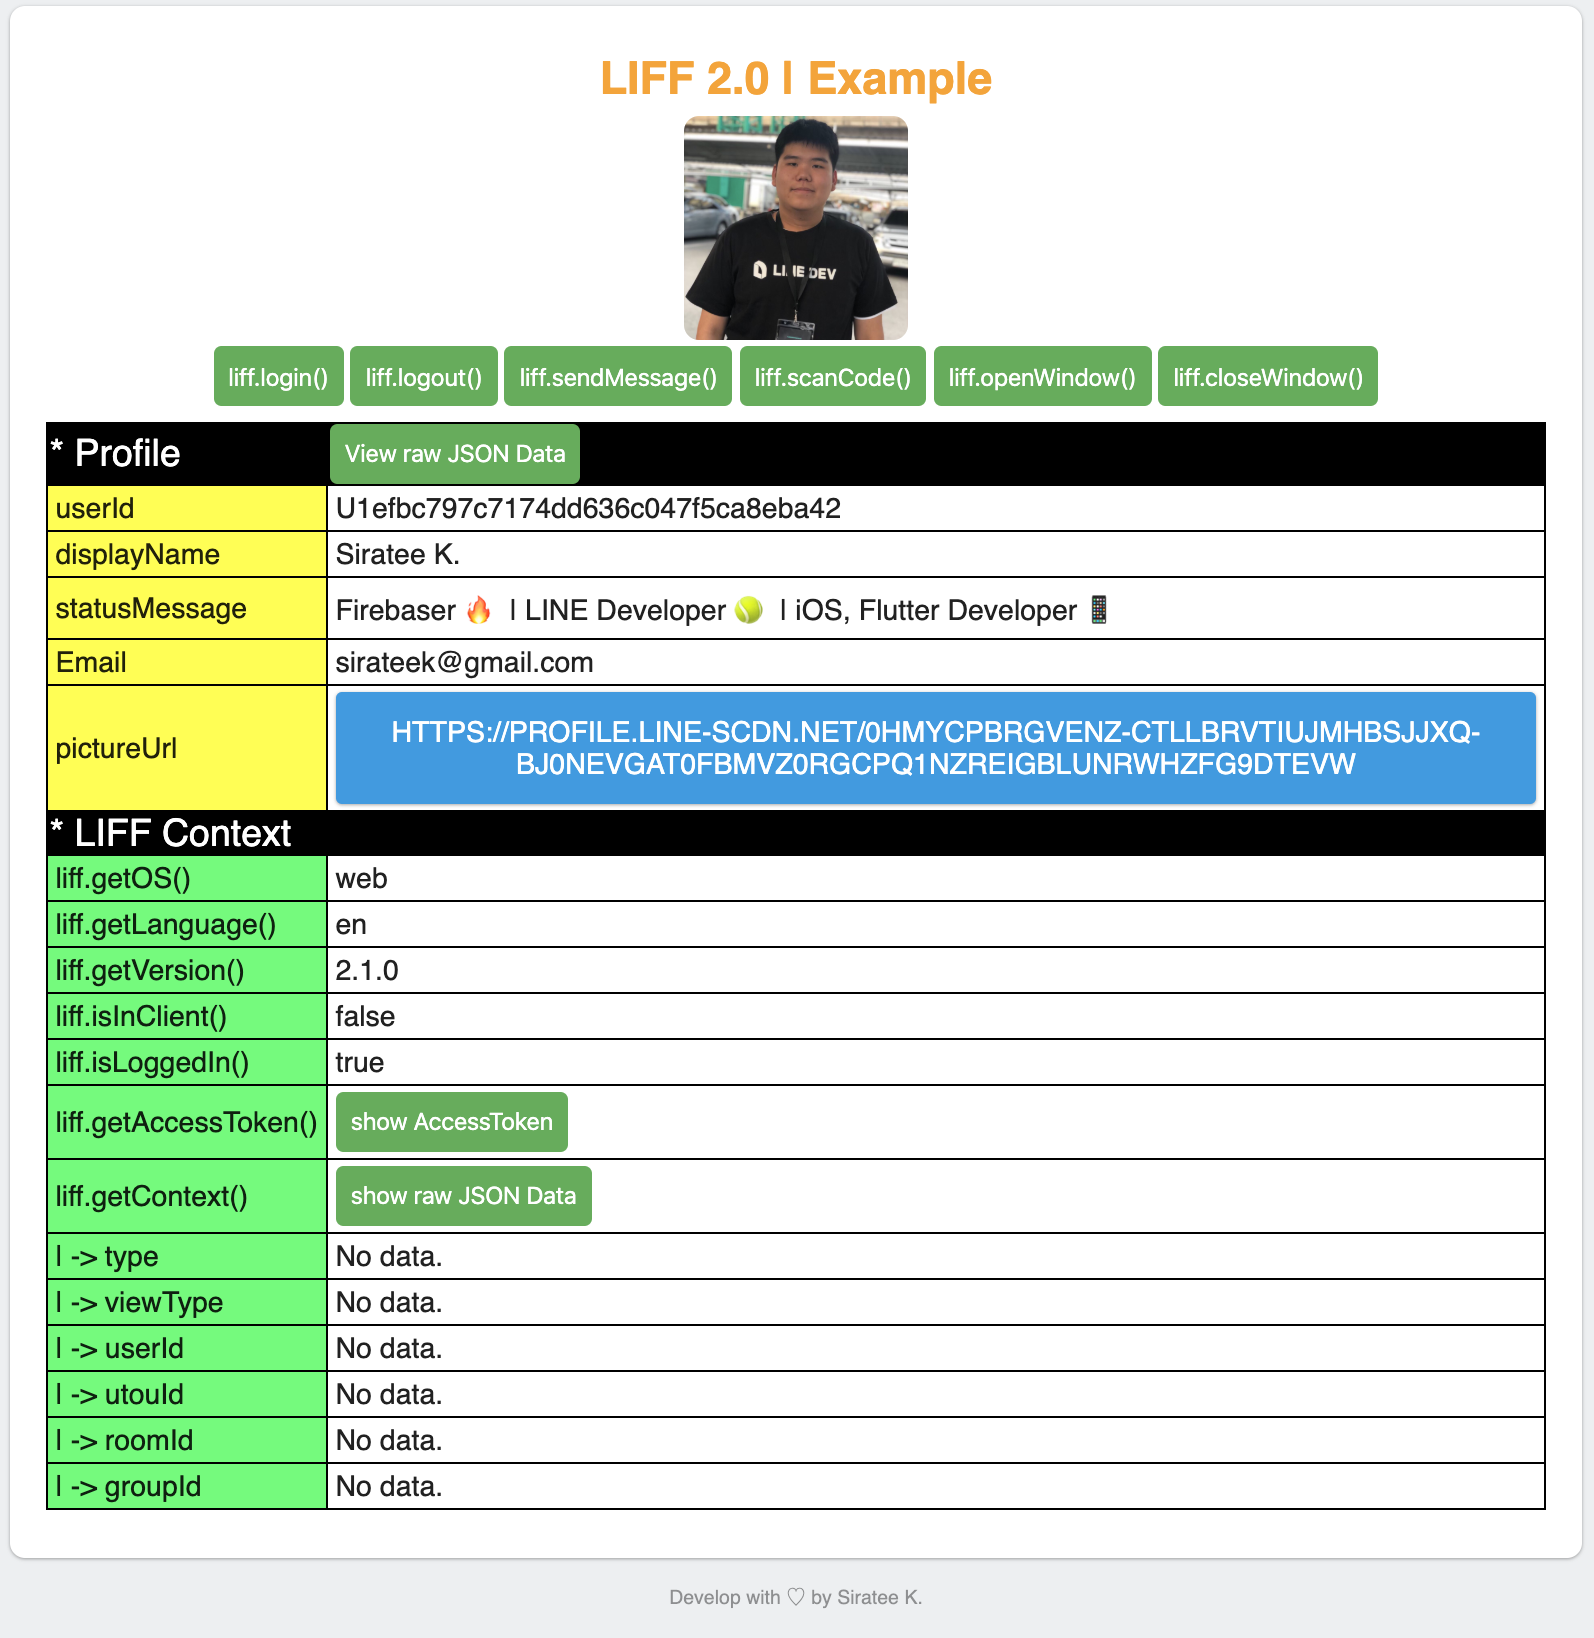 LIFF 2.0 | Example
LINE DEV
liff.login() liff.logout() liff.sendMessage() liff.scanCode() liff.openWindow() liff.closeWindow()
* Profile View raw JSON Data
userId U1efbc797c7174dd636c047f5ca8eba42
displayName Siratee K.
statusMessage Firebaser 🔥 | LINE Developer 🎾 | iOS, Flutter Developer 📱
Email sirateek@gmail.com
pictureUrl HTTPS://PROFILE.LINE-SCDN.NET/0HMYCPBRGVENZ-CTLLBRVTIUJMHBSJJXQ-
BJ0NEVGAT0FBMVZ0RGCPQ1NZREIGBLUNRWHZFG9DTEVW
* LIFF Context
liff.getOS() web
liff.getLanguage() en
liff.getVersion() 2.1.0
liff.isInClient() false
liff.isLoggedIn() true
liff.getAccessToken() show AccessToken
liff.getContext() show raw JSON Data
| -> type No data.
| -> viewType No data.
| -> userId No data.
| -> utouId No data.
| -> roomId No data.
| -> groupId No data.
Develop with ♡ by Siratee K.